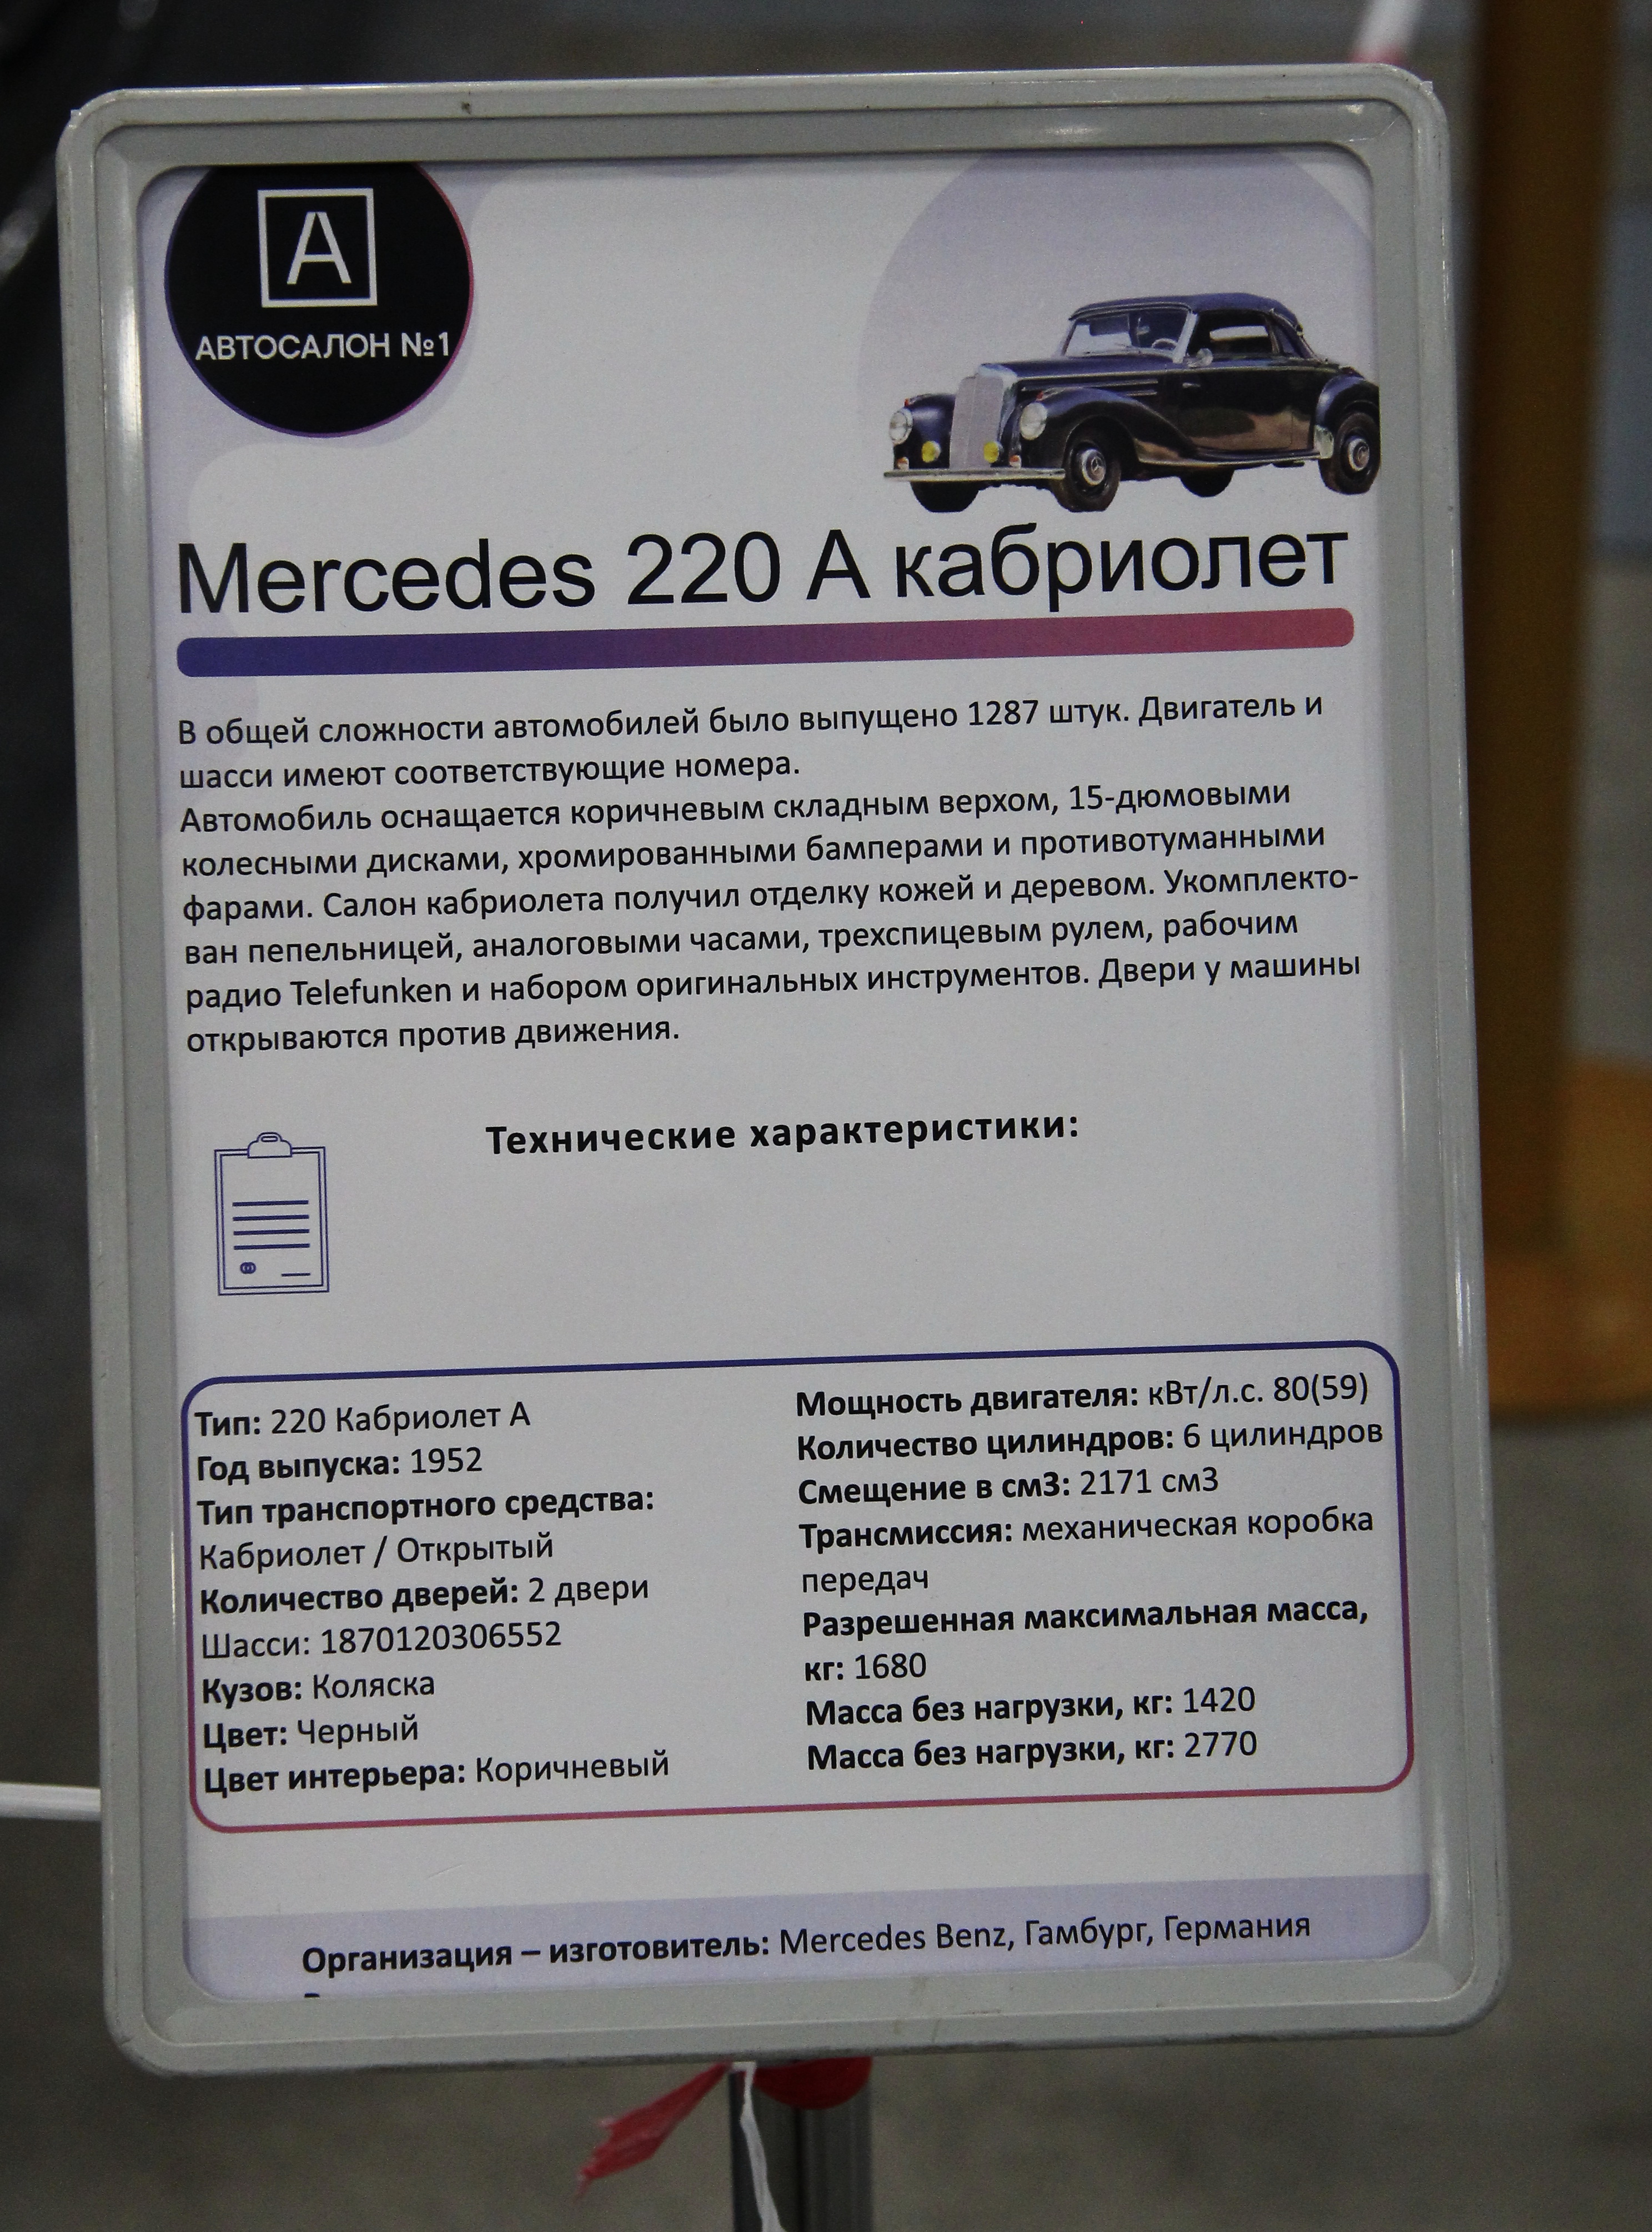 A
АВТОСАЛОН №1
Mercedes 220 A кабриолет
В общей сложности автомобилей было выпущено 1287 штук. Двигатель и
шасси имеют соответствующие номера.
Автомобиль оснащается коричневым складным верхом, 15-дюмовыми
колесными дисками, хромированными бамперами и противотуманными
фарами. Салон кабриолета получил отделку кожей и деревом. Укомплекто-
ван пепельницей, аналоговыми часами, трехспицевым рулем, рабочим
радио Telefunken и набором оригинальных инструментов. Двери у машины
открываются против движения.
Технические характеристики:
Тип: 220 Кабриолет А
Год выпуска: 1952
Тип транспортного средства:
Кабриолет / Открытый
Количество дверей: 2 двери
Шасси: 1870120306552
Кузов: Коляска
Цвет: Черный
Цвет интерьера: Коричневый
Мощность двигателя: кВт/л.с. 80(59)
Количество цилиндров: 6 цилиндров
Смещение в см3: 2171 см3
Трансмиссия: механическая коробка
передач
Разрешенная максимальная масса,
кг: 1680
Масса без нагрузки, кг: 1420
Масса без нагрузки, кг: 2770
Организация – изготовитель: Mercedes Benz, Гамбург, Германия